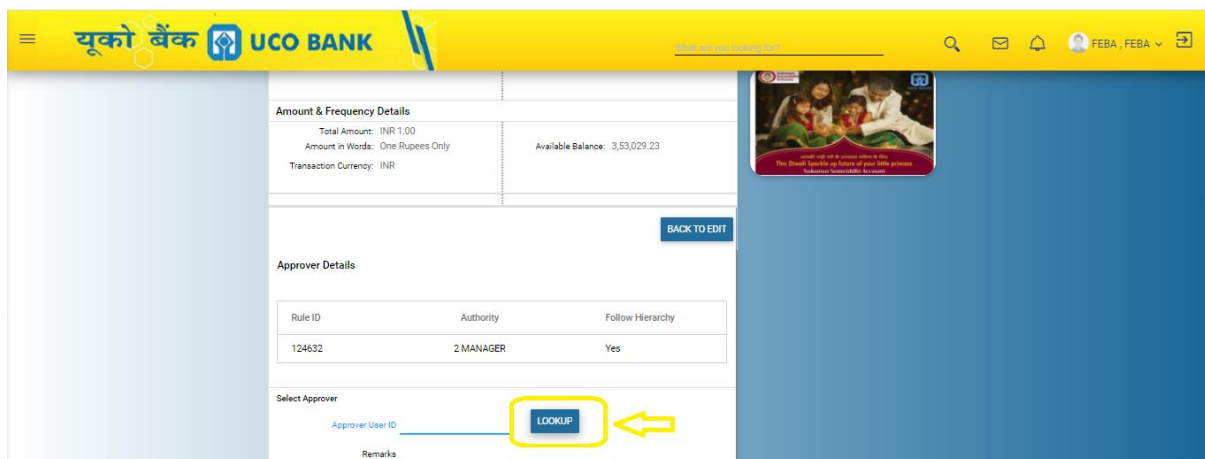 यूको बैंक UCO BANK
What are you looking for?
FEBA , FEBA
Amount & Frequency Details
Total Amount: INR 1.00
Amount in Words: One Rupees Only
Available Balance: 3,53,029.23
Transaction Currency: INR
This Diwali Sparkle up future of your little princess
Sukanya Samriddhi Account
BACK TO EDIT
Approver Details
Rule ID Authority Follow Hierarchy
124632 2 MANAGER Yes
Select Approver
Approver User ID LOOKUP
Remarks